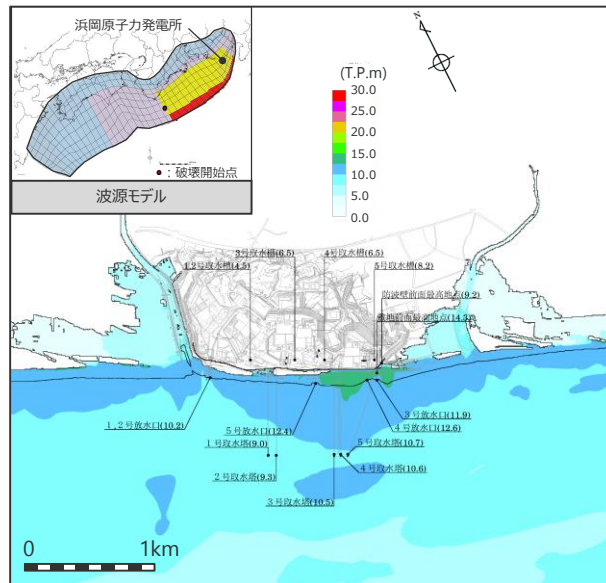 浜岡原子力発電所
:破壊開始点
波源モデル
N
(T.P.m)
30.0
25.0
20.0
15.0
10.0
5.0
0.0
3号取水槽(6.5)
4号取水槽(6.5)
1,2号取水槽(4.5)
5号取水槽(8.2)
防波壁前面最高地点(9.2)
敷地前面最高地点(14.3)
1,2号放水口(10.2)
5号放水口(12.4)
3号放水口(11.9)
4号放水口(12.6)
1号取水塔(9.0)
5号取水塔(10.7)
2号取水塔(9.3)
4号取水塔(10.6)
3号取水塔(10.5)
0 1km